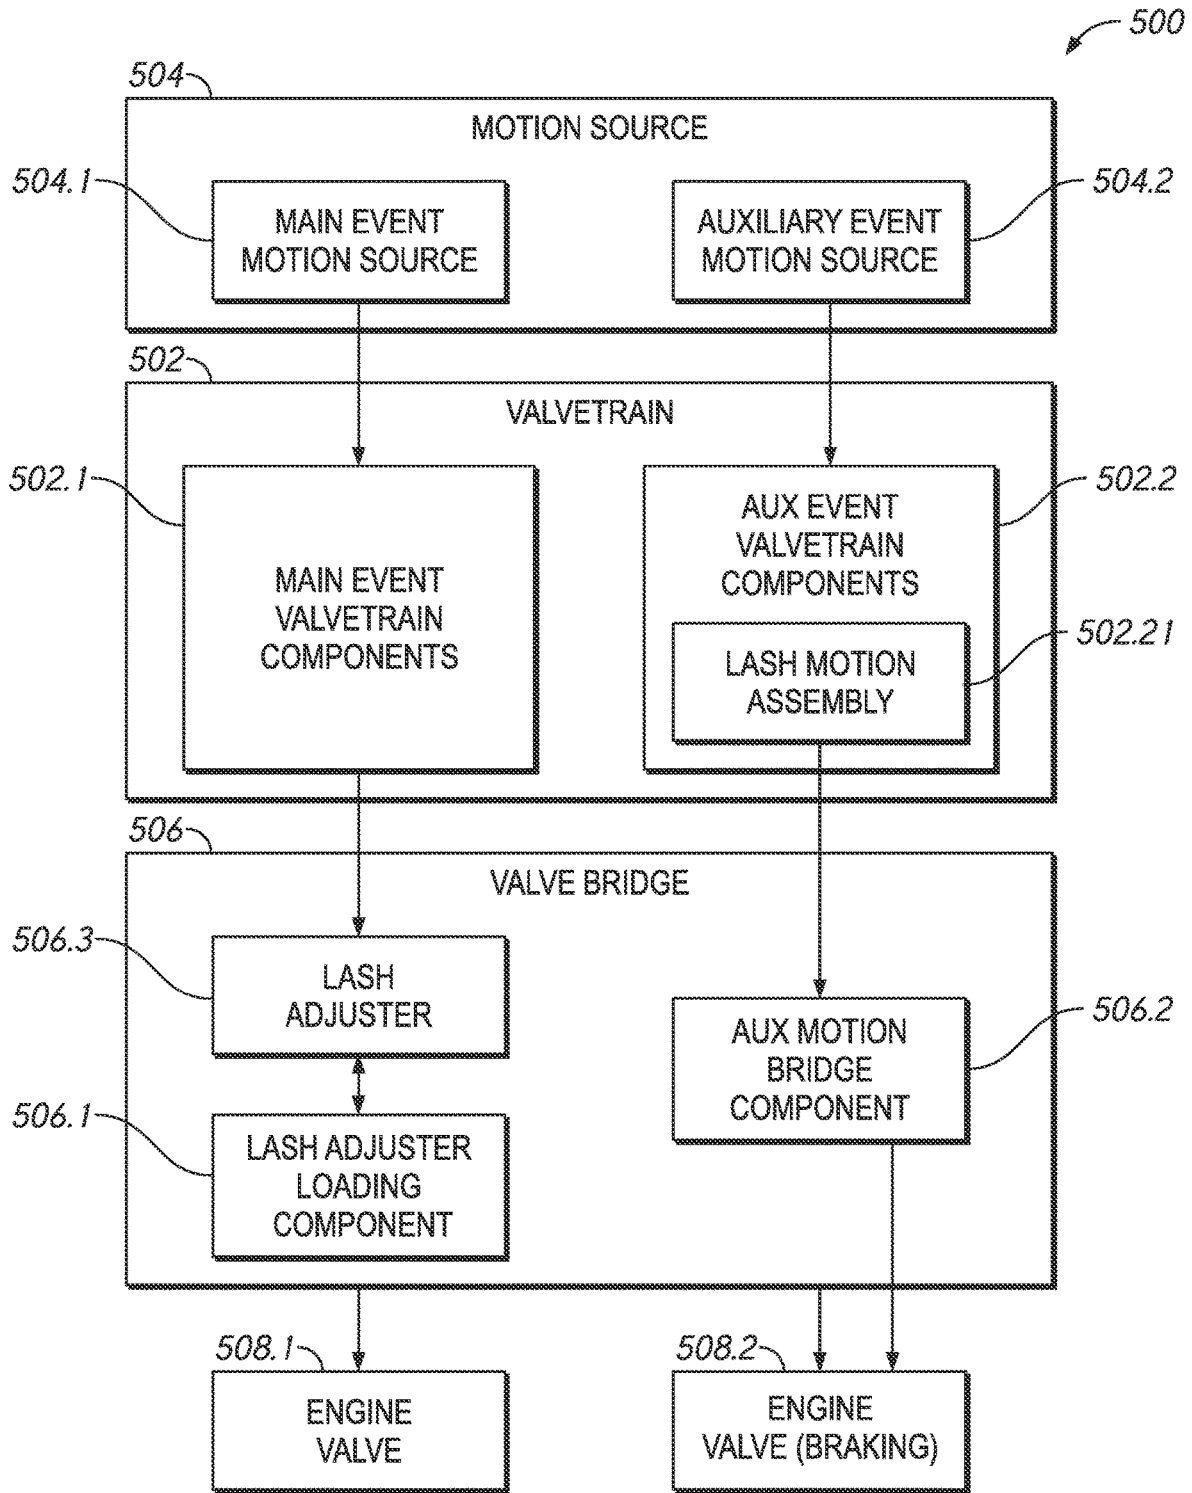 500
504
MOTION SOURCE
504.1
MAIN EVENT
MOTION SOURCE
504.2
AUXILIARY EVENT
MOTION SOURCE
502
VALVETRAIN
502.1
MAIN EVENT
VALVETRAIN
COMPONENTS
502.2
AUX EVENT
VALVETRAIN
COMPONENTS
502.21
LASH MOTION
ASSEMBLY
506
VALVE BRIDGE
506.3
LASH
ADJUSTER
506.1
LASH ADJUSTER
LOADING
COMPONENT
506.2
AUX MOTION
BRIDGE
COMPONENT
508.1
ENGINE
VALVE
508.2
ENGINE
VALVE (BRAKING)